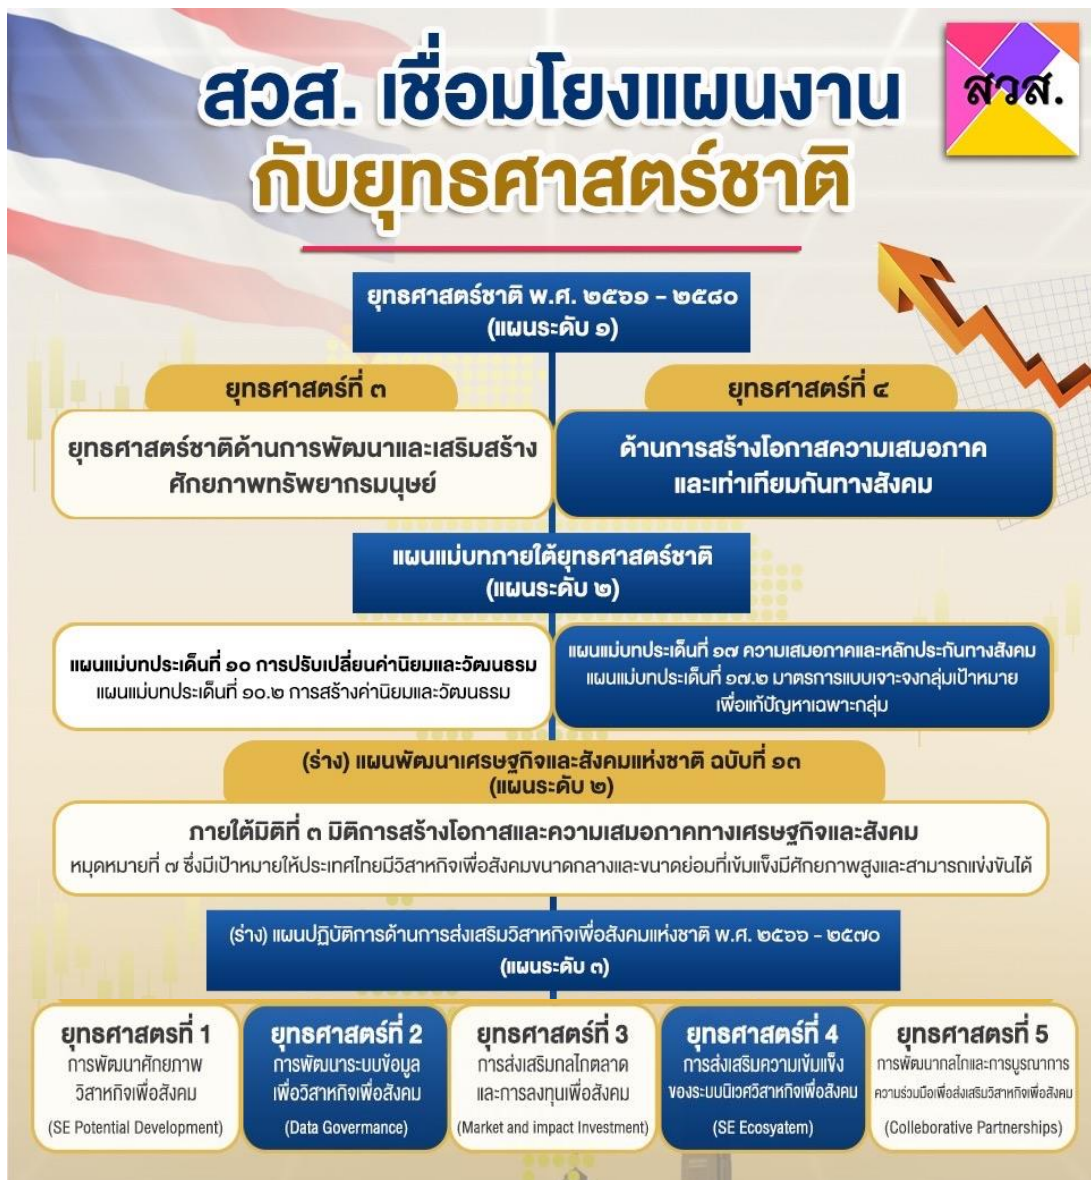 สวส. เชื่อมโยงแผนงาน
กับยุทธศาสตร์ชาติ
สวส.
ยุทธศาสตร์ชาติ พ.ศ. ๒๕๖๑ - ๒๕๘๐
(แผนระดับ ๑)
ยุทธศาสตร์ที่ ๓
ยุทธศาสตร์ชาติด้านการพัฒนาและเสริมสร้าง
ศักยภาพทรัพยากรมนุษย์
ยุทธศาสตร์ที่ ๔
ด้านการสร้างโอกาสความเสมอภาค
และเท่าเทียมกันทางสังคม
แผนแม่บทภายใต้ยุทธศาสตร์ชาติ
(แผนระดับ ๒)
แผนแม่บทประเด็นที่ ๑๐ การปรับเปลี่ยนค่านิยมและวัฒนธรรม
แผนแม่บทประเด็นที่ ๑๐.๒ การสร้างค่านิยมและวัฒนธรรม
แผนแม่บทประเด็นที่ ๑๗ ความเสมอภาคและหลักประกันทางสังคม
แผนแม่บทประเด็นที่ ๑๗.๒ มาตรการแบบเจาะจงกลุ่มเป้าหมาย
เพื่อแก้ปัญหาเฉพาะกลุ่ม
(ร่าง) แผนพัฒนาเศรษฐกิจและสังคมแห่งชาติ ฉบับที่ ๑๓
(แผนระดับ ๒)
ภายใต้มิติที่ ๓ มิติการสร้างโอกาสและความเสมอภาคทางเศรษฐกิจและสังคม
หมุดหมายที่ ๗ ซึ่งมีเป้าหมายให้ประเทศไทยมีวิสาหกิจเพื่อสังคมขนาดกลางและขนาดย่อมที่เข้มแข็งมีศักยภาพสูงและสามารถแข่งขันได้
(ร่าง) แผนปฏิบัติการด้านการส่งเสริมวิสาหกิจเพื่อสังคมแห่งชาติ พ.ศ. ๒๕๖๖ - ๒๕๗๐
(แผนระดับ ๓)
ยุทธศาสตรที่ 1
การพัฒนาศักยภาพ
วิสาหกิจเพื่อสังคม
(SE Potential Development)
ยุทธศาสตร์ที่ 2
การพัฒนาระบบข้อมูล
เพื่อวิสาหกิจเพื่อสังคม
(Data Govermance)
ยุทธศาสตร์ที่ 3
การส่งเสริมกลไกตลาด
และการลงทุนเพื่อสังคม
(Market and impact Investment)
ยุทธศาสตร์ที่ 4
การส่งเสริมความเข้มแข็ง
ของระบบนิเวศวิสาหกิจเพื่อสังคม
(SE Ecosyatem)
ยุทธศาสตรที่ 5
การพัฒนากลไกและการบูรณาการ
ความร่วมมือเพื่อส่งเสริมวิสาหกิจเพื่อสังคม
(Colleborative Partnerships)